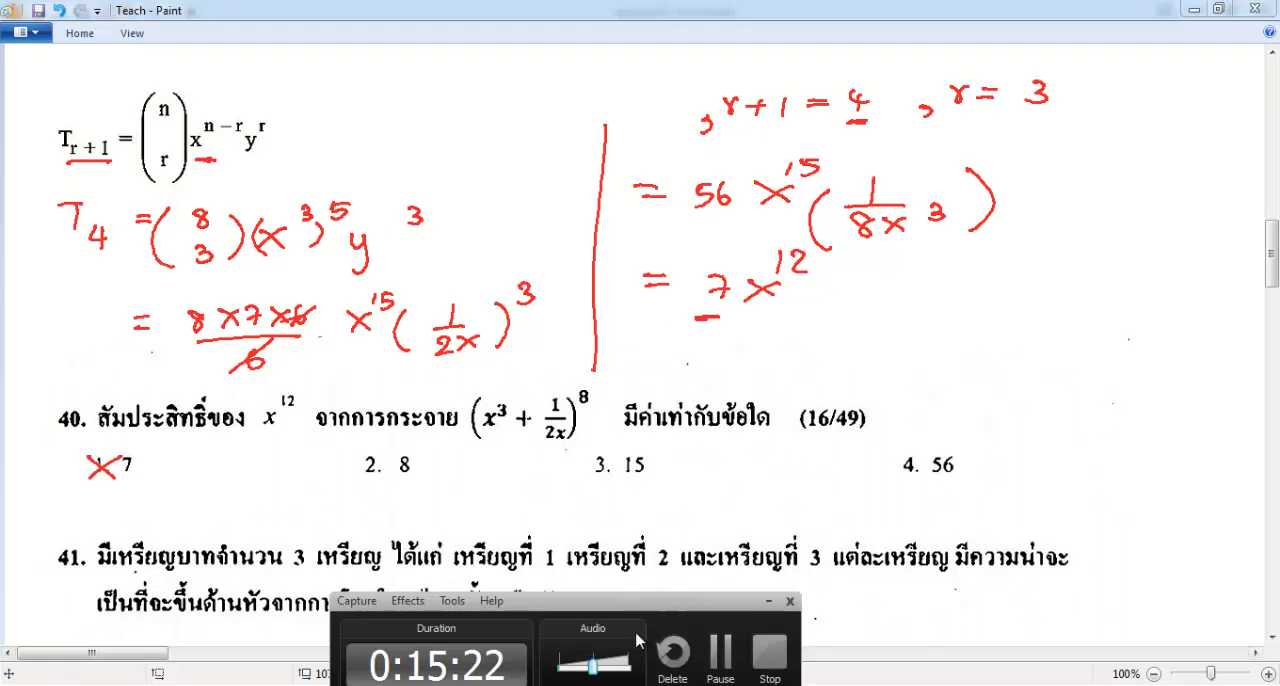 Teach - Paint
Home View
, r + 1 = 4 , r = 3
T_{r + 1} = \binom{n}{r} x^{n - r} y^{r}
= 56 x^{15} ( \frac{1}{8x^3} )
T_4 = \binom{8}{3} (x^3)^5 y^3
= 7 x^{12}
= \frac{8 x 7 x 6}{6} x^{15} ( \frac{1}{2x} )^3
40. สัมประสิทธิ์ของ x^{12} จากการกระจาย (x^3 + \frac{1}{2x})^8 มีค่าเท่ากับข้อใด (16/49)
7 2. 8 3. 15 4. 56
41. มีเหรียญบาทจำนวน 3 เหรียญ ได้แก่ เหรียญที่ 1 เหรียญที่ 2 และเหรียญที่ 3 แต่ละเหรียญ มีความน่าจะ
เป็นที่จะขึ้นด้านหัวจากกา
Capture Effects Tools Help
Duration Audio
0:15:22
Delete Pause Stop
100%